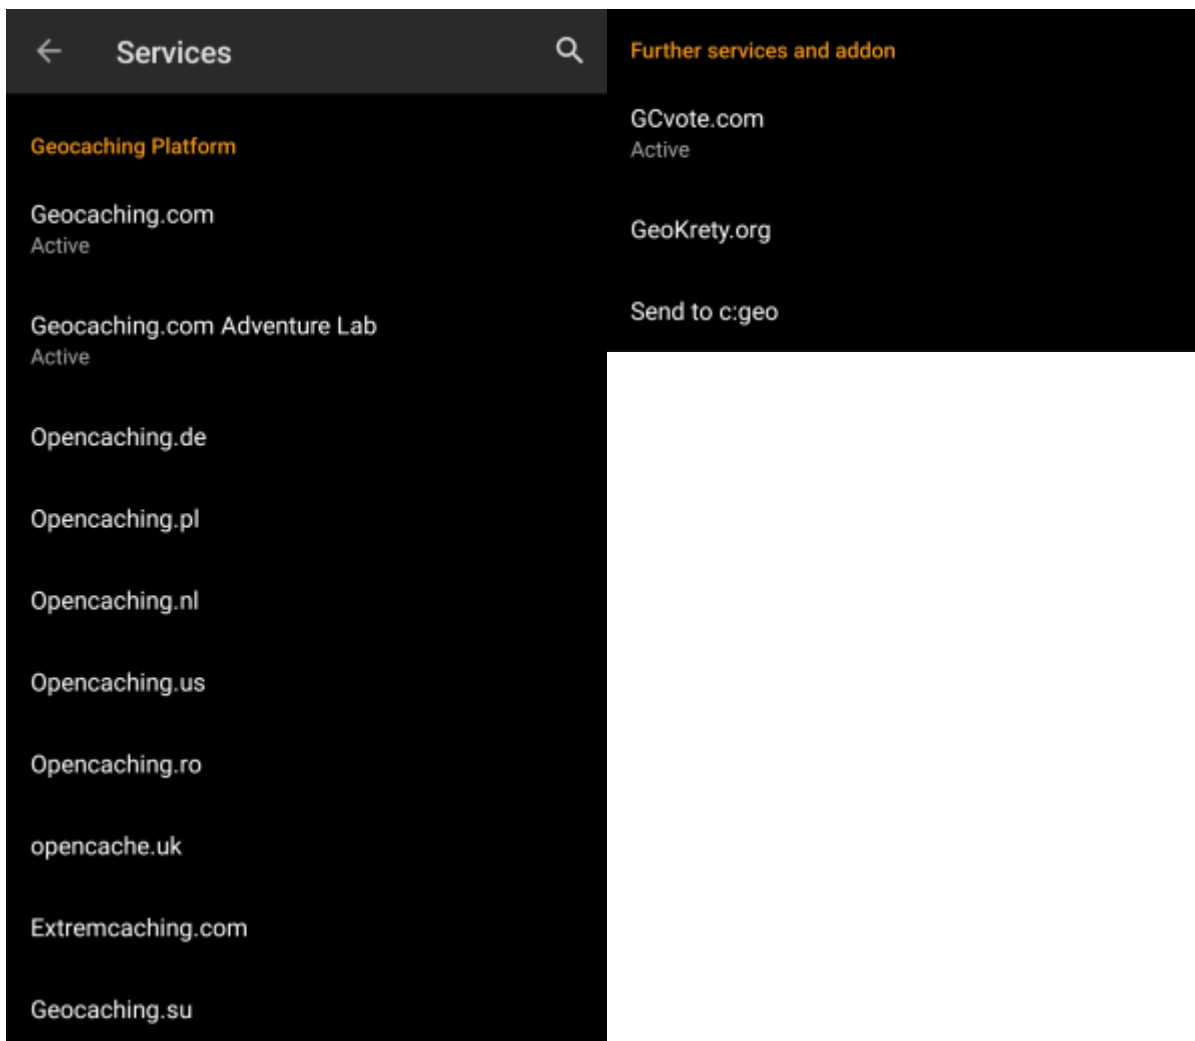 Services
Geocaching Platform
Geocaching.com
Active
Geocaching.com Adventure Lab
Active
Opencaching.de
Opencaching.pl
Opencaching.nl
Opencaching.us
Opencaching.ro
opencache.uk
Extremcaching.com
Geocaching.su
Further services and addon
GCvote.com
Active
GeoKrety.org
Send to c:geo